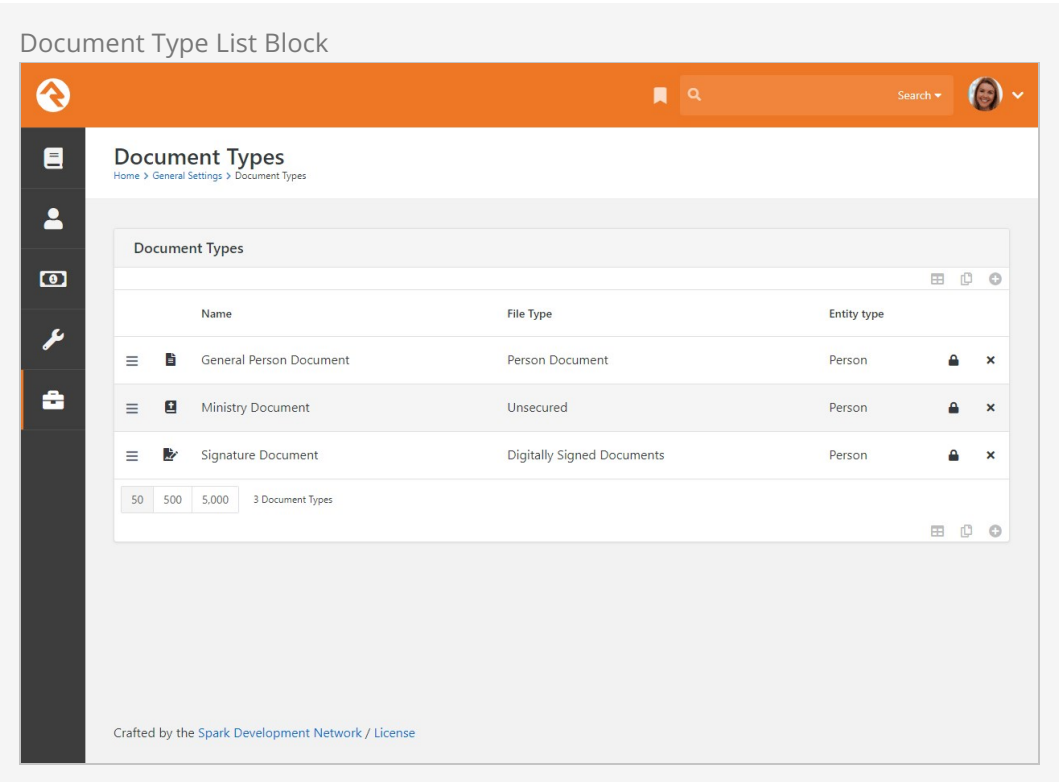 Document Type List Block
Search
Document Types
Home > General Settings > Document Types
Document Types
Name File Type Entity type
General Person Document Person Document Person
Ministry Document Unsecured Person
Signature Document Digitally Signed Documents Person
50 500 5,000 3 Document Types
Crafted by the Spark Development Network / License